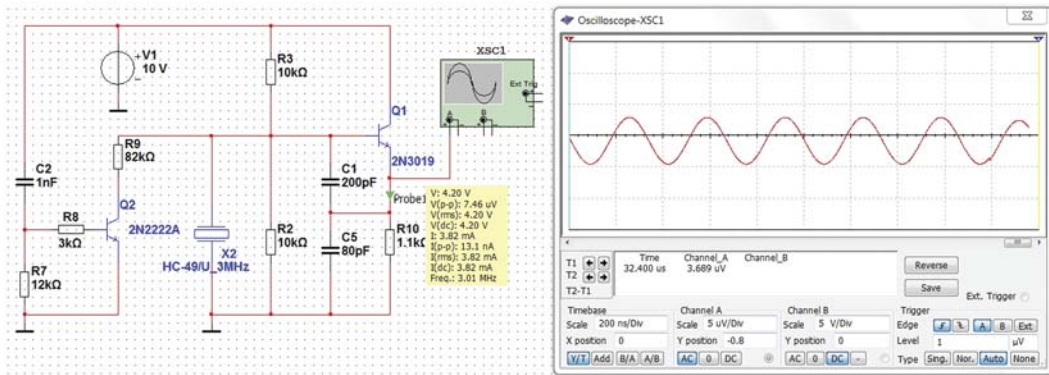 V1
10 V
R3
10kΩ
XSC1
Ext Trig
A
B
Q1
2N3019
R9
82kΩ
C2
1nF
Q2
2N2222A
R8
3kΩ
R7
12kΩ
X2
HC-49/U_3MHz
R2
10kΩ
C1
200pF
C5
80pF
R10
1.1kΩ
Probe1
V: 4.20 V
V(p-p): 7.46 uV
V(rms): 4.20 V
V(dc): 4.20 V
I: 3.82 mA
I(p-p): 13.1 nA
I(rms): 3.82 mA
I(dc): 3.82 mA
Freq.: 3.01 MHz
Oscilloscope-XSC1
T1
T2
T2-T1
Time Channel_A Channel_B
32.400 us 3.689 uV
Reverse
Save
Ext. Trigger
Timebase
Scale 200 ns/Div
X position 0
Y/T Add B/A A/B
Channel A
Scale 5 uV/Div
Y position -0.8
AC 0 DC
Channel B
Scale 5 V/Div
Y position 0
AC 0 DC -
Trigger
Edge A B Ext
Level 1 µV
Type Sing. Nor. Auto None